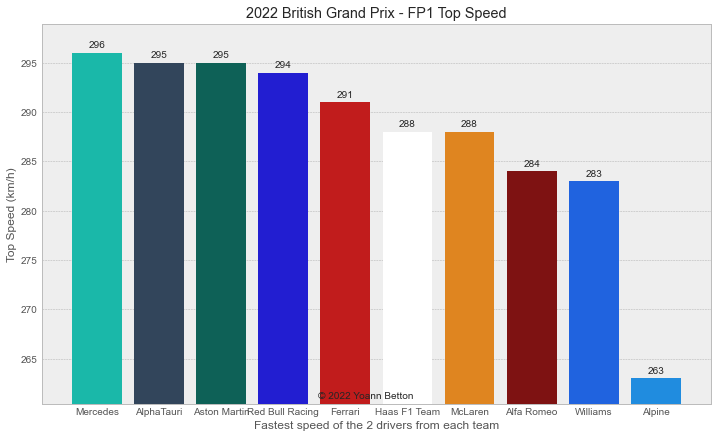 2022 British Grand Prix - FP1 Top Speed
296
295
295
294
291
288
288
284
283
263
295
290
285
280
275
270
265
Top Speed (km/h)
© 2022 Yoann Betton
Mercedes
AlphaTauri
Aston Martin
Red Bull Racing
Ferrari
Haas F1 Team
McLaren
Alfa Romeo
Williams
Alpine
Fastest speed of the 2 drivers from each team